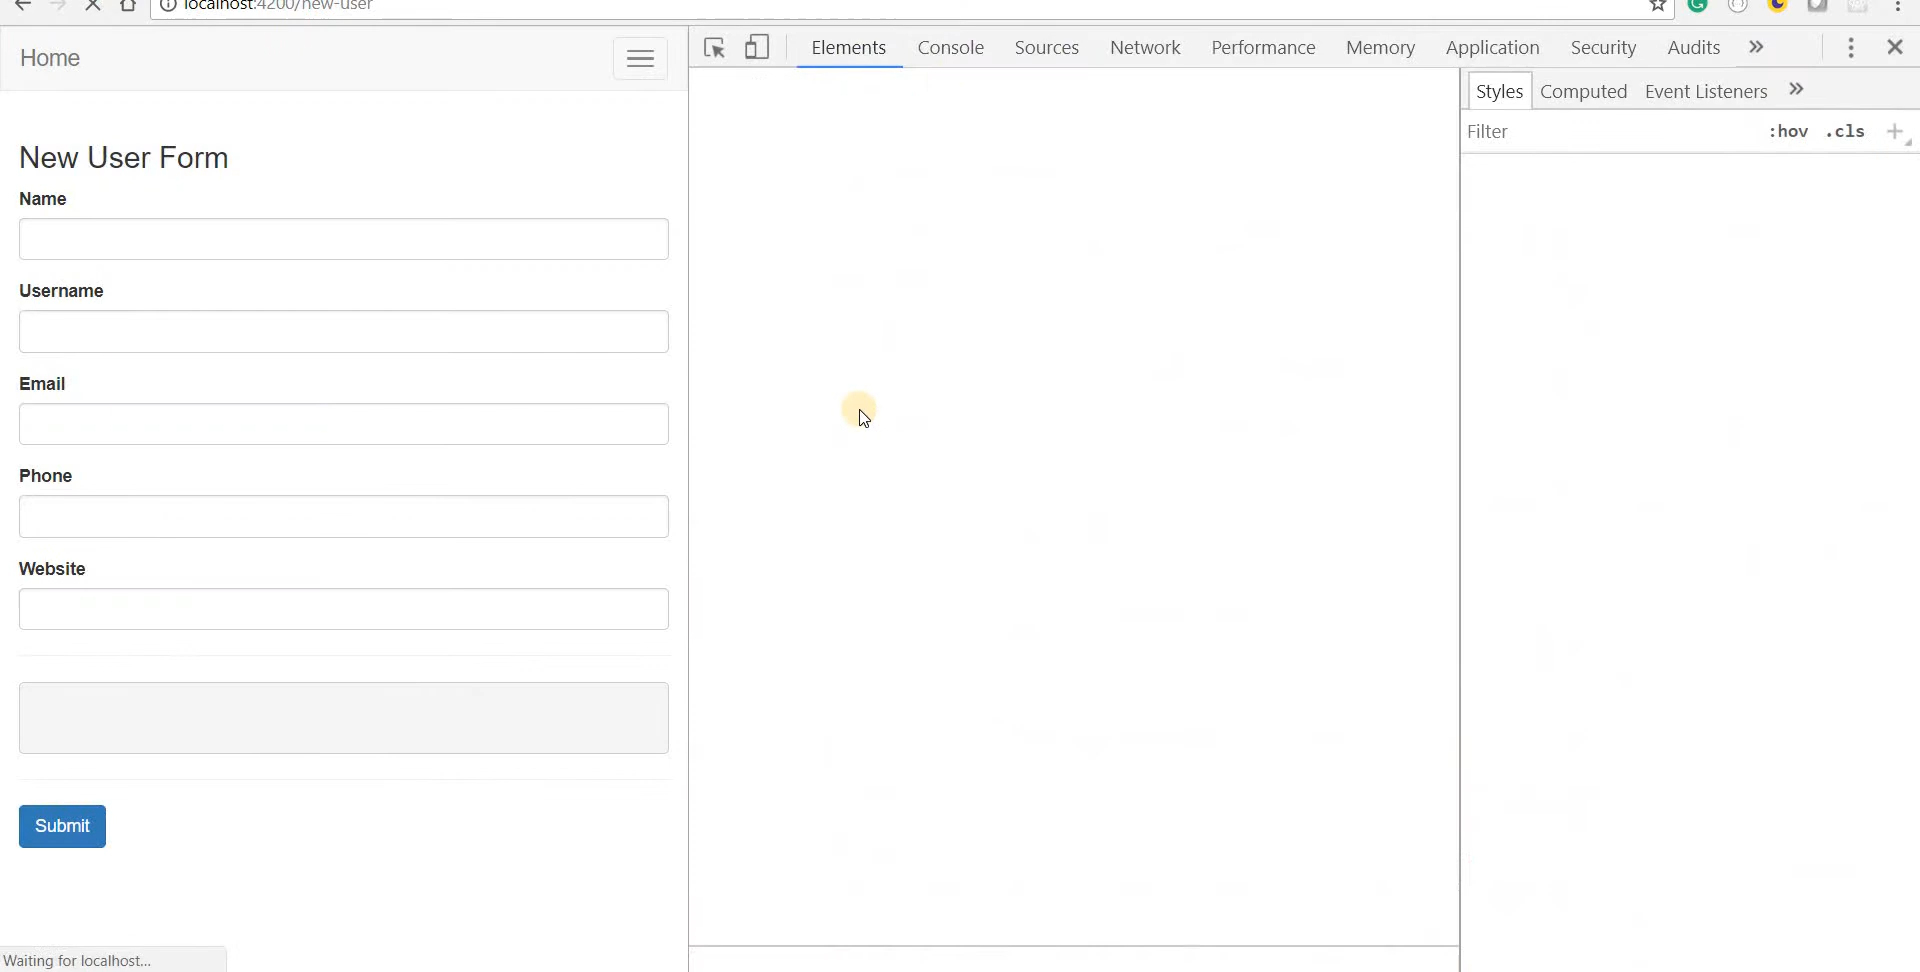 localhost:4200/new-user
Home
Elements Console Sources Network Performance Memory Application Security Audits »
Styles Computed Event Listeners »
Filter :hov .cls +
New User Form
Name
Username
Email
Phone
Website
Submit
Waiting for localhost...